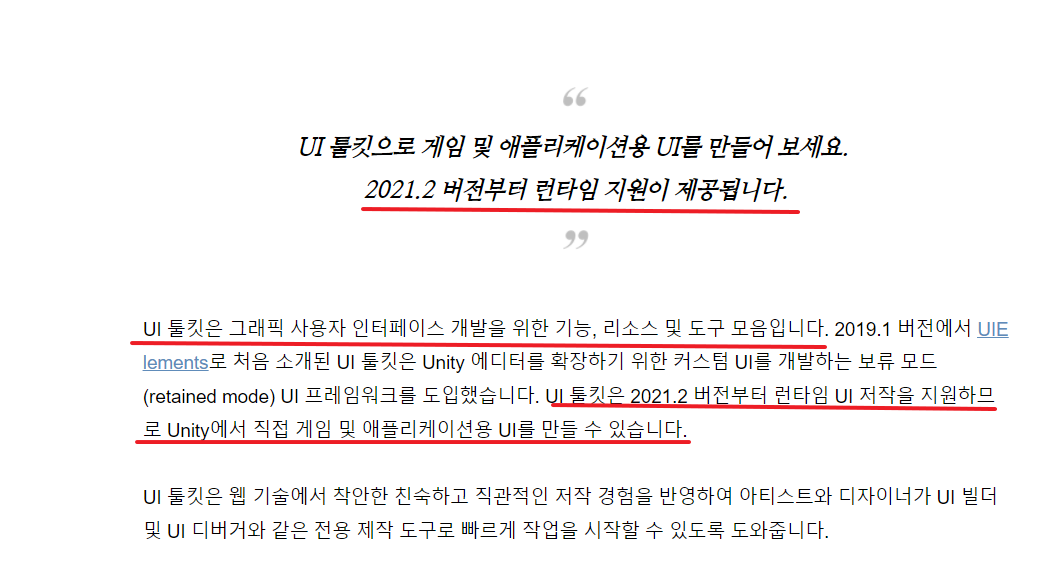 “
UI 툴킷으로 게임 및 애플리케이션용 UI를 만들어 보세요.
2021.2 버전부터 런타임 지원이 제공됩니다.
”
UI 툴킷은 그래픽 사용자 인터페이스 개발을 위한 기능, 리소스 및 도구 모음입니다. 2019.1 버전에서 UIE
lements로 처음 소개된 UI 툴킷은 Unity 에디터를 확장하기 위한 커스텀 UI를 개발하는 보류 모드
(retained mode) UI 프레임워크를 도입했습니다. UI 툴킷은 2021.2 버전부터 런타임 UI 저작을 지원하므
로 Unity에서 직접 게임 및 애플리케이션용 UI를 만들 수 있습니다.
UI 툴킷은 웹 기술에서 착안한 친숙하고 직관적인 저작 경험을 반영하여 아티스트와 디자이너가 UI 빌더
및 UI 디버거와 같은 전용 제작 도구로 빠르게 작업을 시작할 수 있도록 도와줍니다.